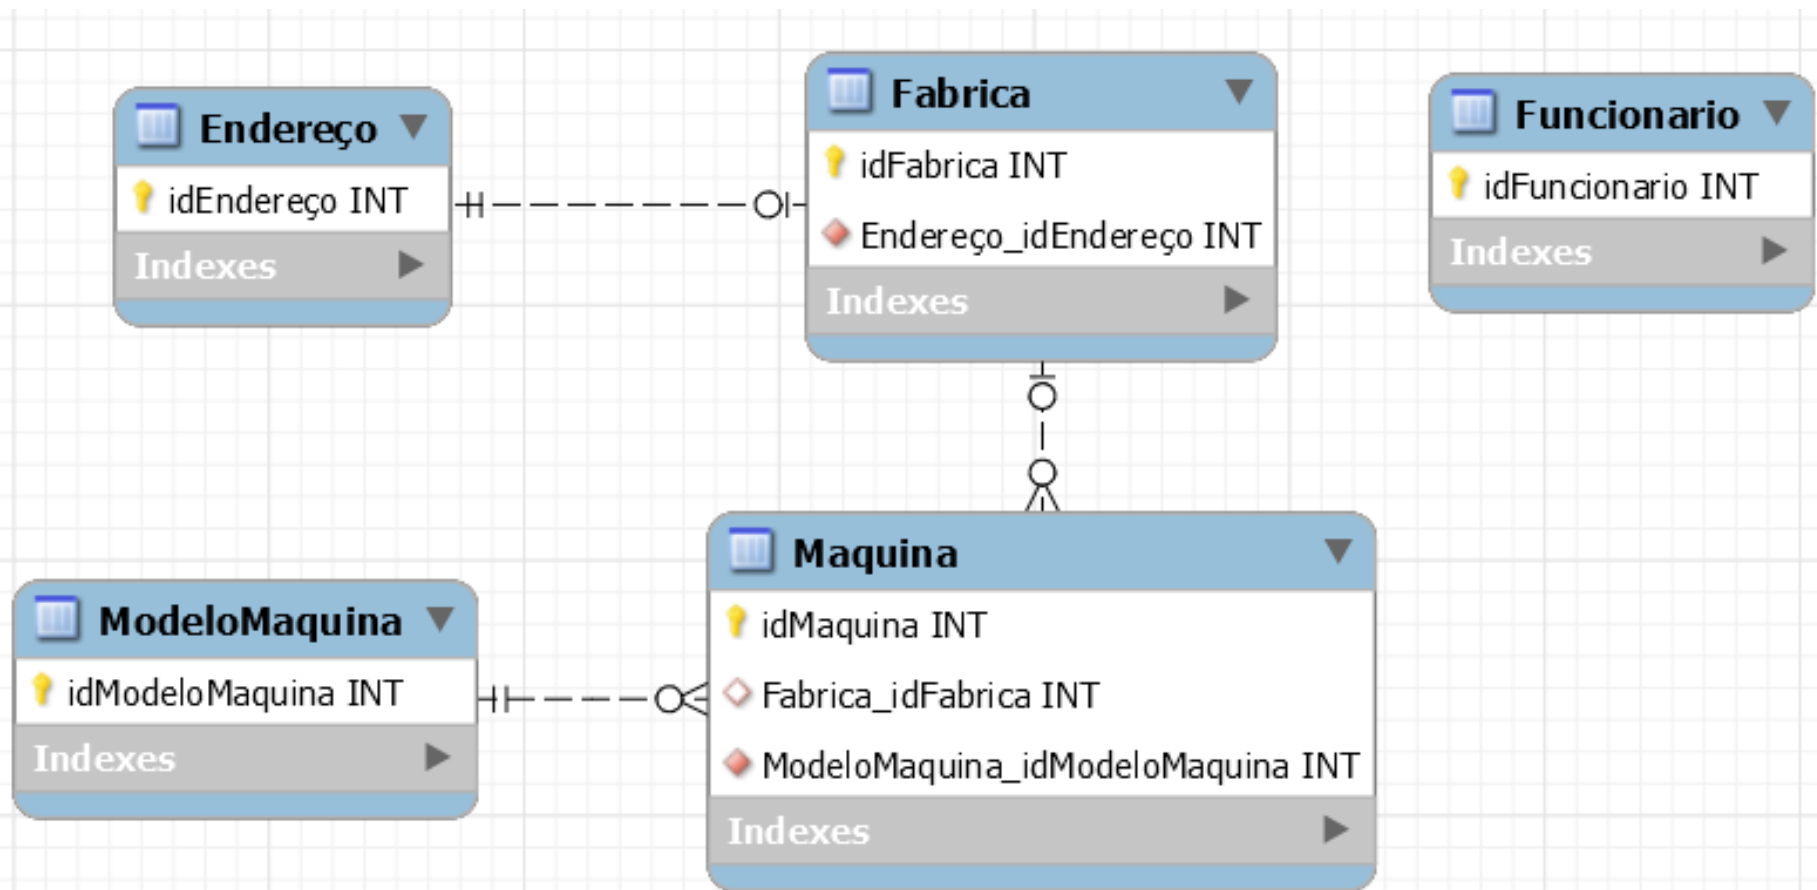 Endereço
idEndereço INT
Indexes
Fabrica
idFabrica INT
Endereço_idEndereço INT
Indexes
Funcionario
idFuncionario INT
Indexes
ModeloMaquina
idModeloMaquina INT
Indexes
Maquina
idMaquina INT
Fabrica_idFabrica INT
ModeloMaquina_idModeloMaquina INT
Indexes